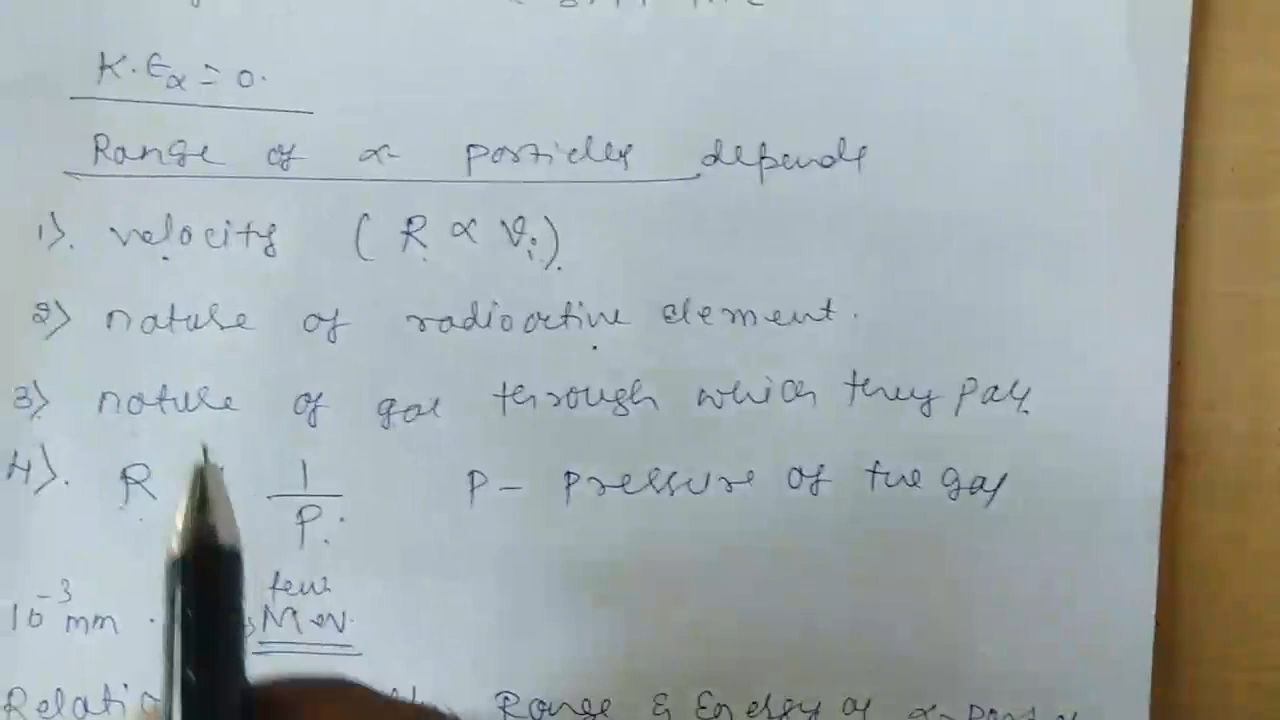 K.Eα = 0.
Range of α- particles depends
1). velocity (R ∝ Vi).
2) nature of radioactive element.
3) nature of gas through which they pass.
4). R 1/P. P - pressure of the gas
10⁻³ mm . few MeV.
Range & Energy of α-part